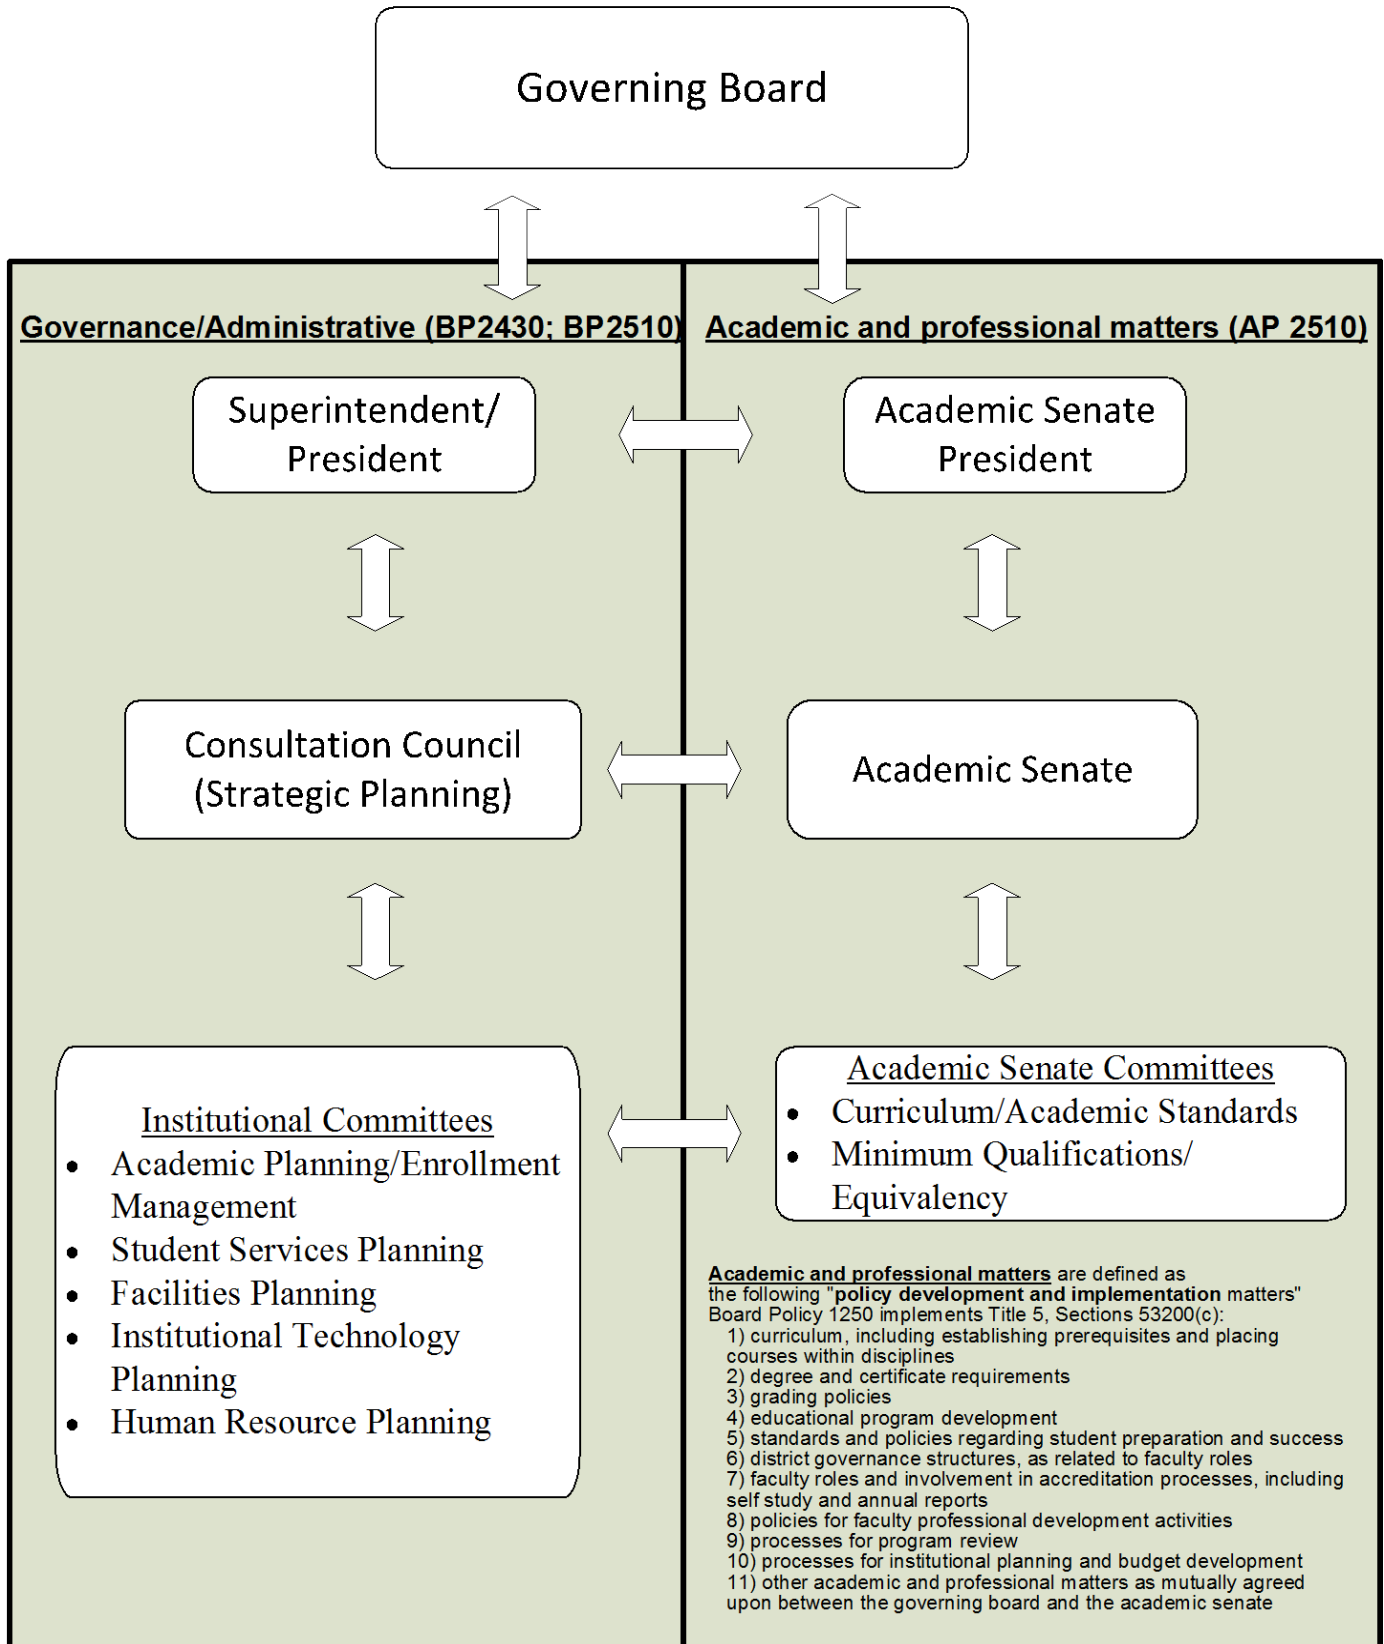 Governing Board
Governance/Administrative (BP2430; BP2510)
Academic and professional matters (AP 2510)
Superintendent/
President
Academic Senate
President
Consultation Council
(Strategic Planning)
Academic Senate
Institutional Committees
• Academic Planning/Enrollment
Management
• Student Services Planning
• Facilities Planning
• Institutional Technology
Planning
• Human Resource Planning
Academic Senate Committees
• Curriculum/Academic Standards
• Minimum Qualifications/
Equivalency
Academic and professional matters are defined as
the following "policy development and implementation matters"
Board Policy 1250 implements Title 5, Sections 53200(c):
1) curriculum, including establishing prerequisites and placing
courses within disciplines
2) degree and certificate requirements
3) grading policies
4) educational program development
5) standards and policies regarding student preparation and success
6) district governance structures, as related to faculty roles
7) faculty roles and involvement in accreditation processes, including
self study and annual reports
8) policies for faculty professional development activities
9) processes for program review
10) processes for institutional planning and budget development
11) other academic and professional matters as mutually agreed
upon between the governing board and the academic senate